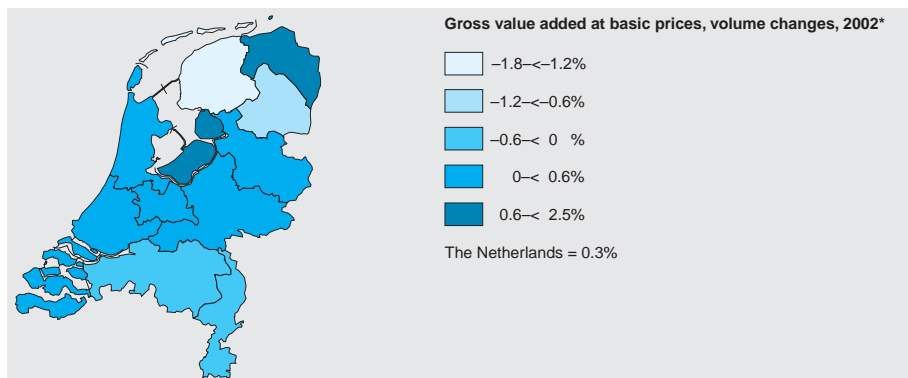 Gross value added at basic prices, volume changes, 2002*
–1.8–<–1.2%
–1.2–<–0.6%
–0.6–< 0 %
0–< 0.6%
0.6–< 2.5%
The Netherlands = 0.3%